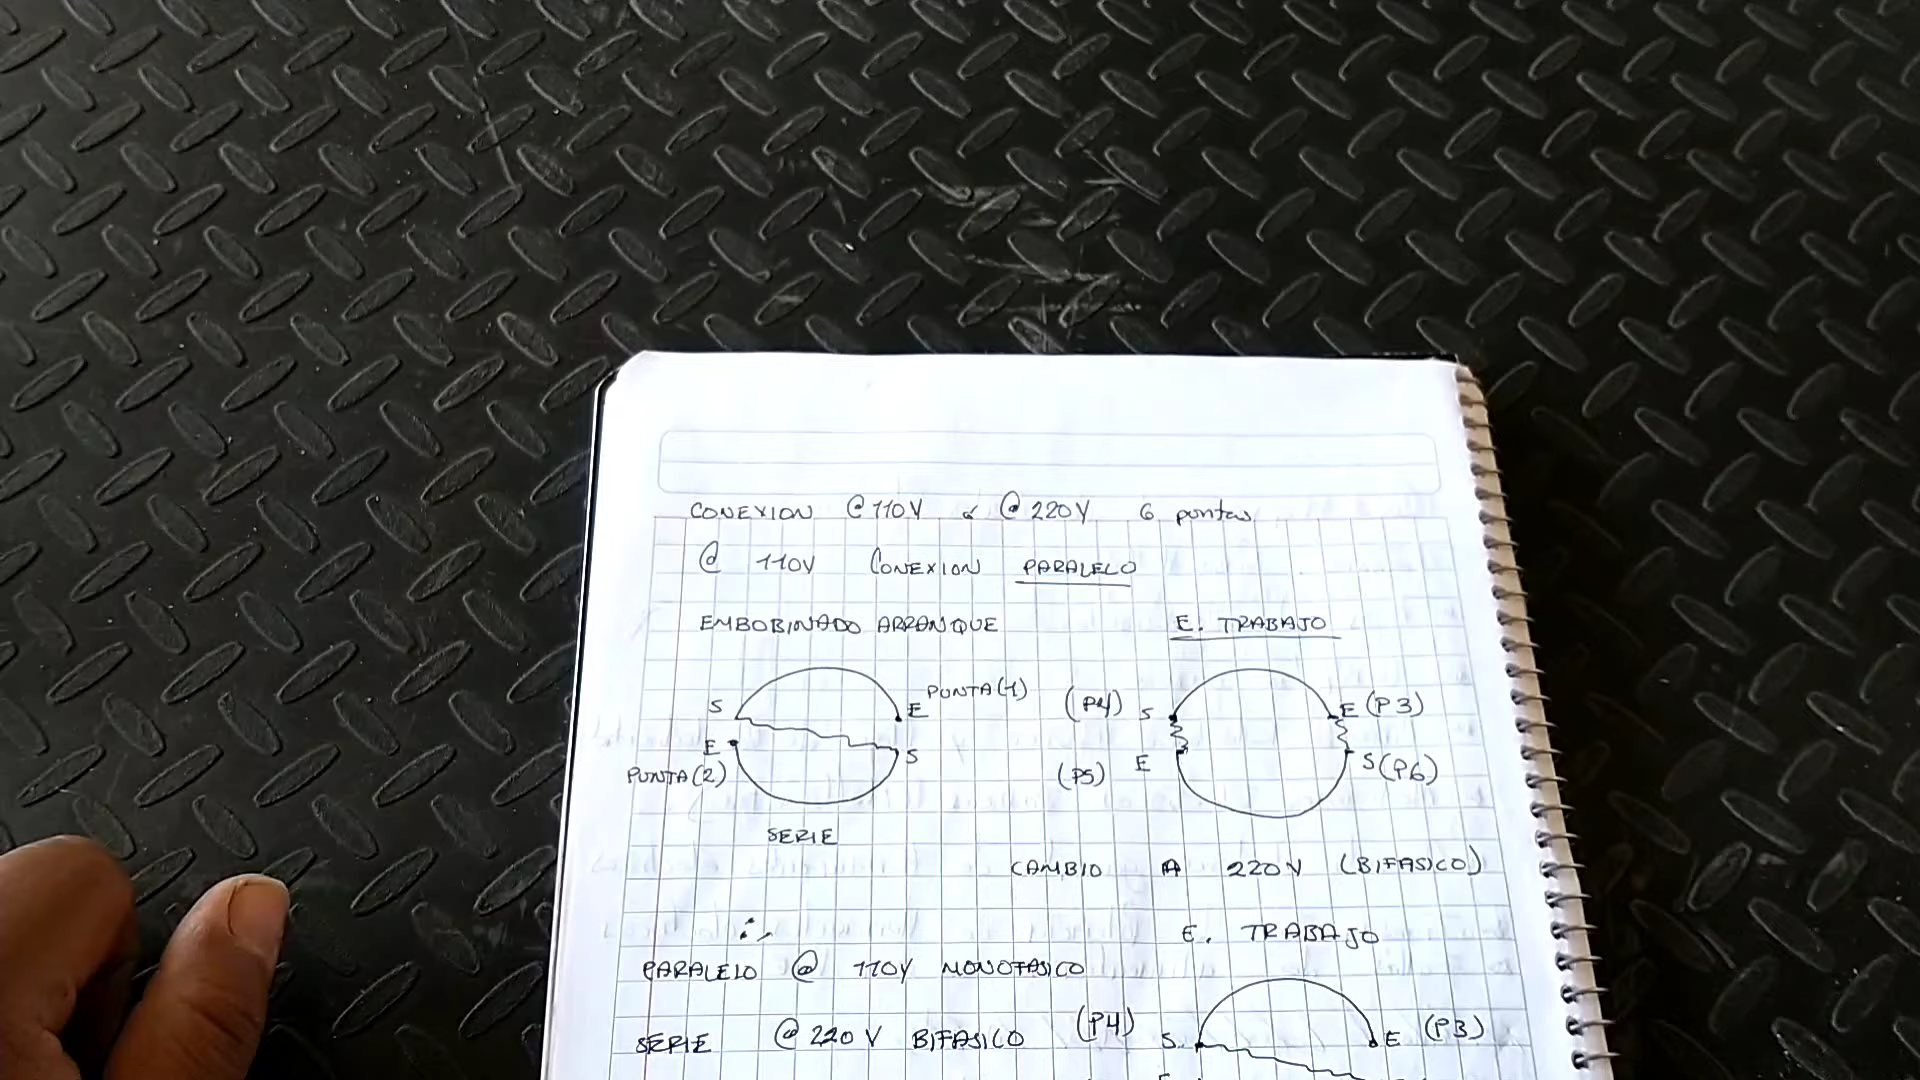 CONEXION @ 110V & @ 220V 6 puntas
@ 110V CONEXION PARALELO
EMBOBINADO ARRANQUE E. TRABAJO
S E PUNTA(1) (P4) S E (P3)
E S (P5) E S(P6)
PUNTA(2)
SERIE
CAMBIO A 220V (BIFASICO)
∴ E. TRABAJO
PARALELO @ 110V MONOFASICO
SERIE @ 220V BIFASICO (P4) S E (P3)